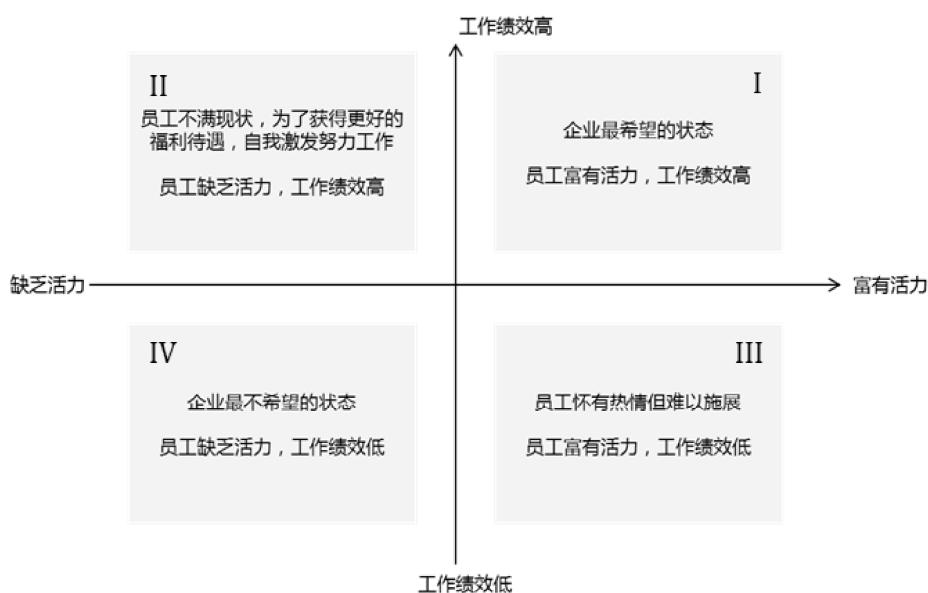 工作绩效高
II
员工不满现状，为了获得更好的
福利待遇，自我激发努力工作
员工缺乏活力，工作绩效高
I
企业最希望的状态
员工富有活力，工作绩效高
缺乏活力
富有活力
IV
企业最不希望的状态
员工缺乏活力，工作绩效低
III
员工怀有热情但难以施展
员工富有活力，工作绩效低
工作绩效低